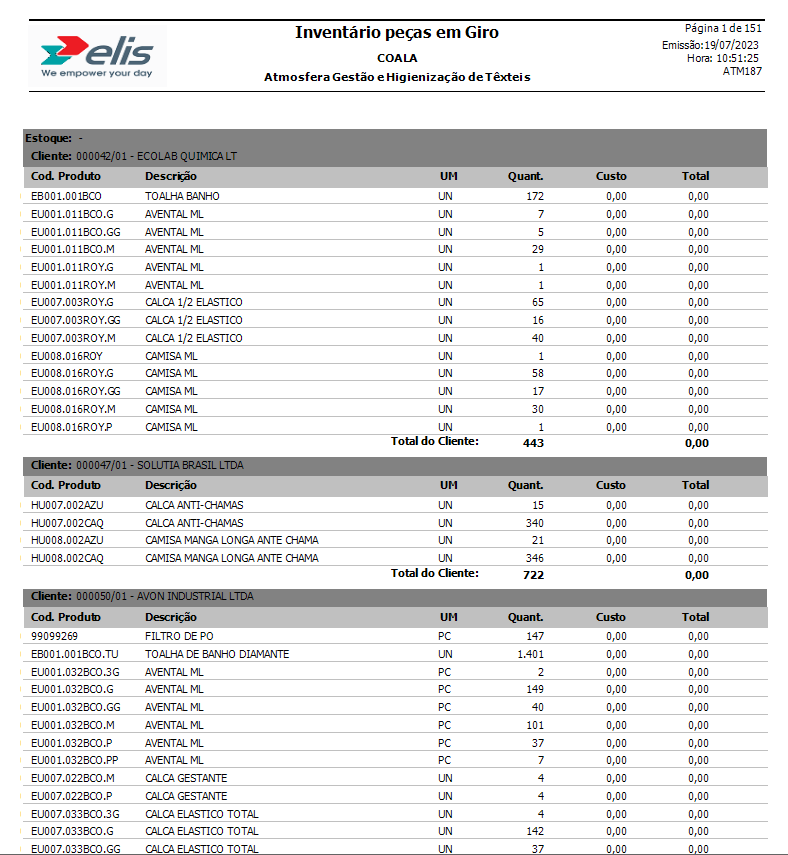 elis
We empower your day
Inventário peças em Giro
COALA
Atmosfera Gestão e Higienização de Têxteis
Página 1 de 151
Emissão:19/07/2023
Hora: 10:51:25
ATM187
Estoque: -
Cliente: 000042/01 - ECOLAB QUIMICA LT
Cod. Produto Descrição UM Quant. Custo Total
EB001.001BCO TOALHA BANHO UN 172 0,00 0,00
EU001.011BCO.G AVENTAL ML UN 7 0,00 0,00
EU001.011BCO.GG AVENTAL ML UN 5 0,00 0,00
EU001.011BCO.M AVENTAL ML UN 29 0,00 0,00
EU001.011ROY.G AVENTAL ML UN 1 0,00 0,00
EU001.011ROY.M AVENTAL ML UN 1 0,00 0,00
EU007.003ROY.G CALCA 1/2 ELASTICO UN 65 0,00 0,00
EU007.003ROY.GG CALCA 1/2 ELASTICO UN 16 0,00 0,00
EU007.003ROY.M CALCA 1/2 ELASTICO UN 40 0,00 0,00
EU008.016ROY CAMISA ML UN 1 0,00 0,00
EU008.016ROY.G CAMISA ML UN 58 0,00 0,00
EU008.016ROY.GG CAMISA ML UN 17 0,00 0,00
EU008.016ROY.M CAMISA ML UN 30 0,00 0,00
EU008.016ROY.P CAMISA ML UN 1 0,00 0,00
Total do Cliente: 443 0,00
Cliente: 000047/01 - SOLUTIA BRASIL LTDA
Cod. Produto Descrição UM Quant. Custo Total
HU007.002AZU CALCA ANTI-CHAMAS UN 15 0,00 0,00
HU007.002CAQ CALCA ANTI-CHAMAS UN 340 0,00 0,00
HU008.002AZU CAMISA MANGA LONGA ANTE CHAMA UN 21 0,00 0,00
HU008.002CAQ CAMISA MANGA LONGA ANTE CHAMA UN 346 0,00 0,00
Total do Cliente: 722 0,00
Cliente: 000050/01 - AVON INDUSTRIAL LTDA
Cod. Produto Descrição UM Quant. Custo Total
99099269 FILTRO DE PO PC 147 0,00 0,00
EB001.001BCO.TU TOALHA DE BANHO DIAMANTE UN 1.401 0,00 0,00
EU001.032BCO.3G AVENTAL ML PC 2 0,00 0,00
EU001.032BCO.G AVENTAL ML PC 149 0,00 0,00
EU001.032BCO.GG AVENTAL ML PC 40 0,00 0,00
EU001.032BCO.M AVENTAL ML PC 101 0,00 0,00
EU001.032BCO.P AVENTAL ML PC 37 0,00 0,00
EU001.032BCO.PP AVENTAL ML PC 7 0,00 0,00
EU007.022BCO.M CALCA GESTANTE UN 4 0,00 0,00
EU007.022BCO.P CALCA GESTANTE UN 4 0,00 0,00
EU007.033BCO.3G CALCA ELASTICO TOTAL UN 4 0,00 0,00
EU007.033BCO.G CALCA ELASTICO TOTAL UN 142 0,00 0,00
EU007.033BCO.GG CALCA ELASTICO TOTAL UN 37 0,00 0,00